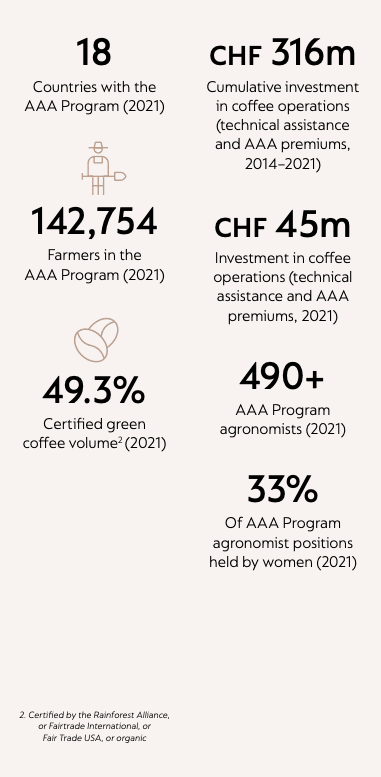 18
Countries with the
AAA Program (2021)
142,754
Farmers in the
AAA Program (2021)
49.3%
Certified green
coffee volume² (2021)
CHF 316m
Cumulative investment
in coffee operations
(technical assistance
and AAA premiums,
2014–2021)
CHF 45m
Investment in coffee
operations (technical
assistance and AAA
premiums, 2021)
490+
AAA Program
agronomists (2021)
33%
Of AAA Program
agronomist positions
held by women (2021)
2. Certified by the Rainforest Alliance,
or Fairtrade International, or
Fair Trade USA, or organic